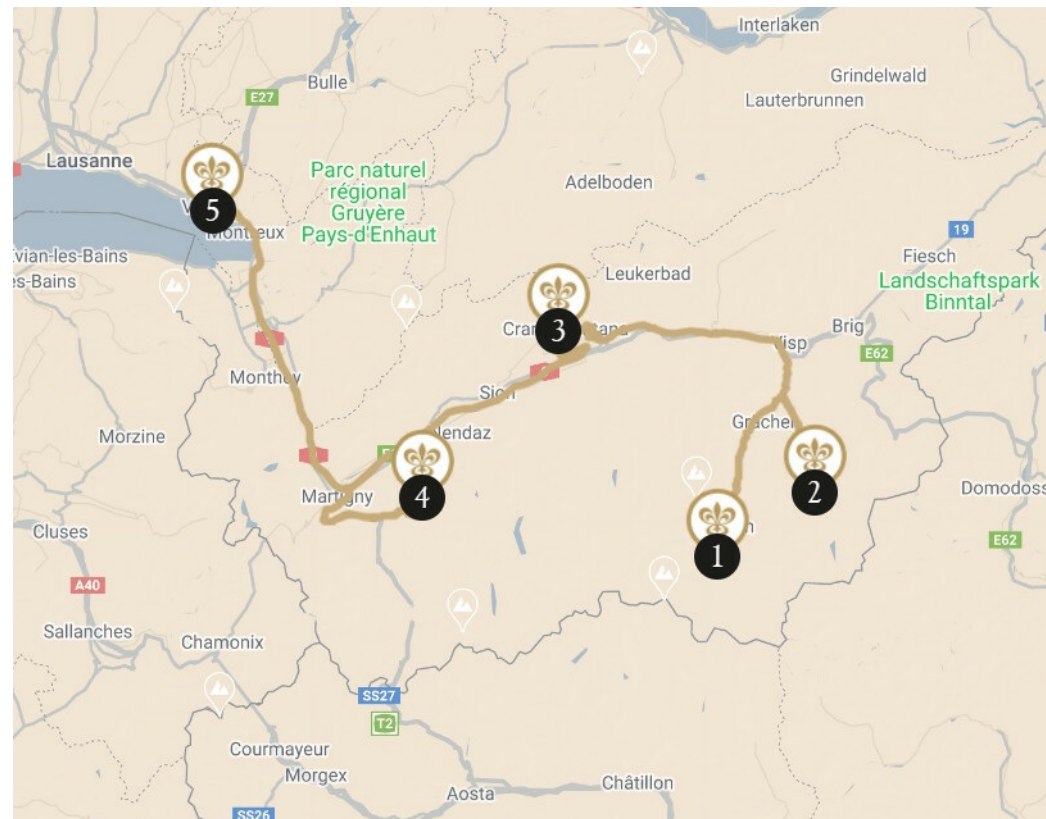 Interlaken
Bulle
Grindelwald
Lauterbrunnen
E27
Lausanne
Parc naturel
régional
Gruyère
Pays-d'Enhaut
Adelboden
5
19
Fiesch
Leukerbad
Landschaftspark
Binntal
3
Brig
E62
Monthey
Sion
Morzine
4
2
Martigny
1
Cluses
E62
A40
Sallanches
Chamonix
SS27
T2
Courmayeur
Morgex
Aosta
Châtillon
SS26